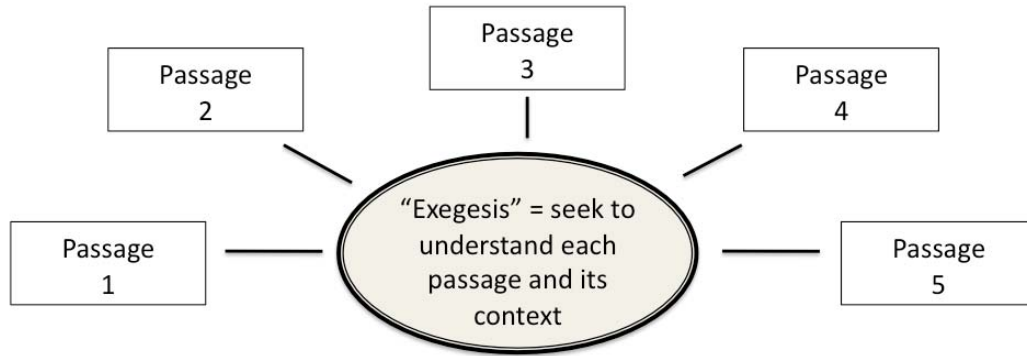 Passage
1
Passage
2
Passage
3
Passage
4
Passage
5
“Exegesis” = seek to
understand each
passage and its
context